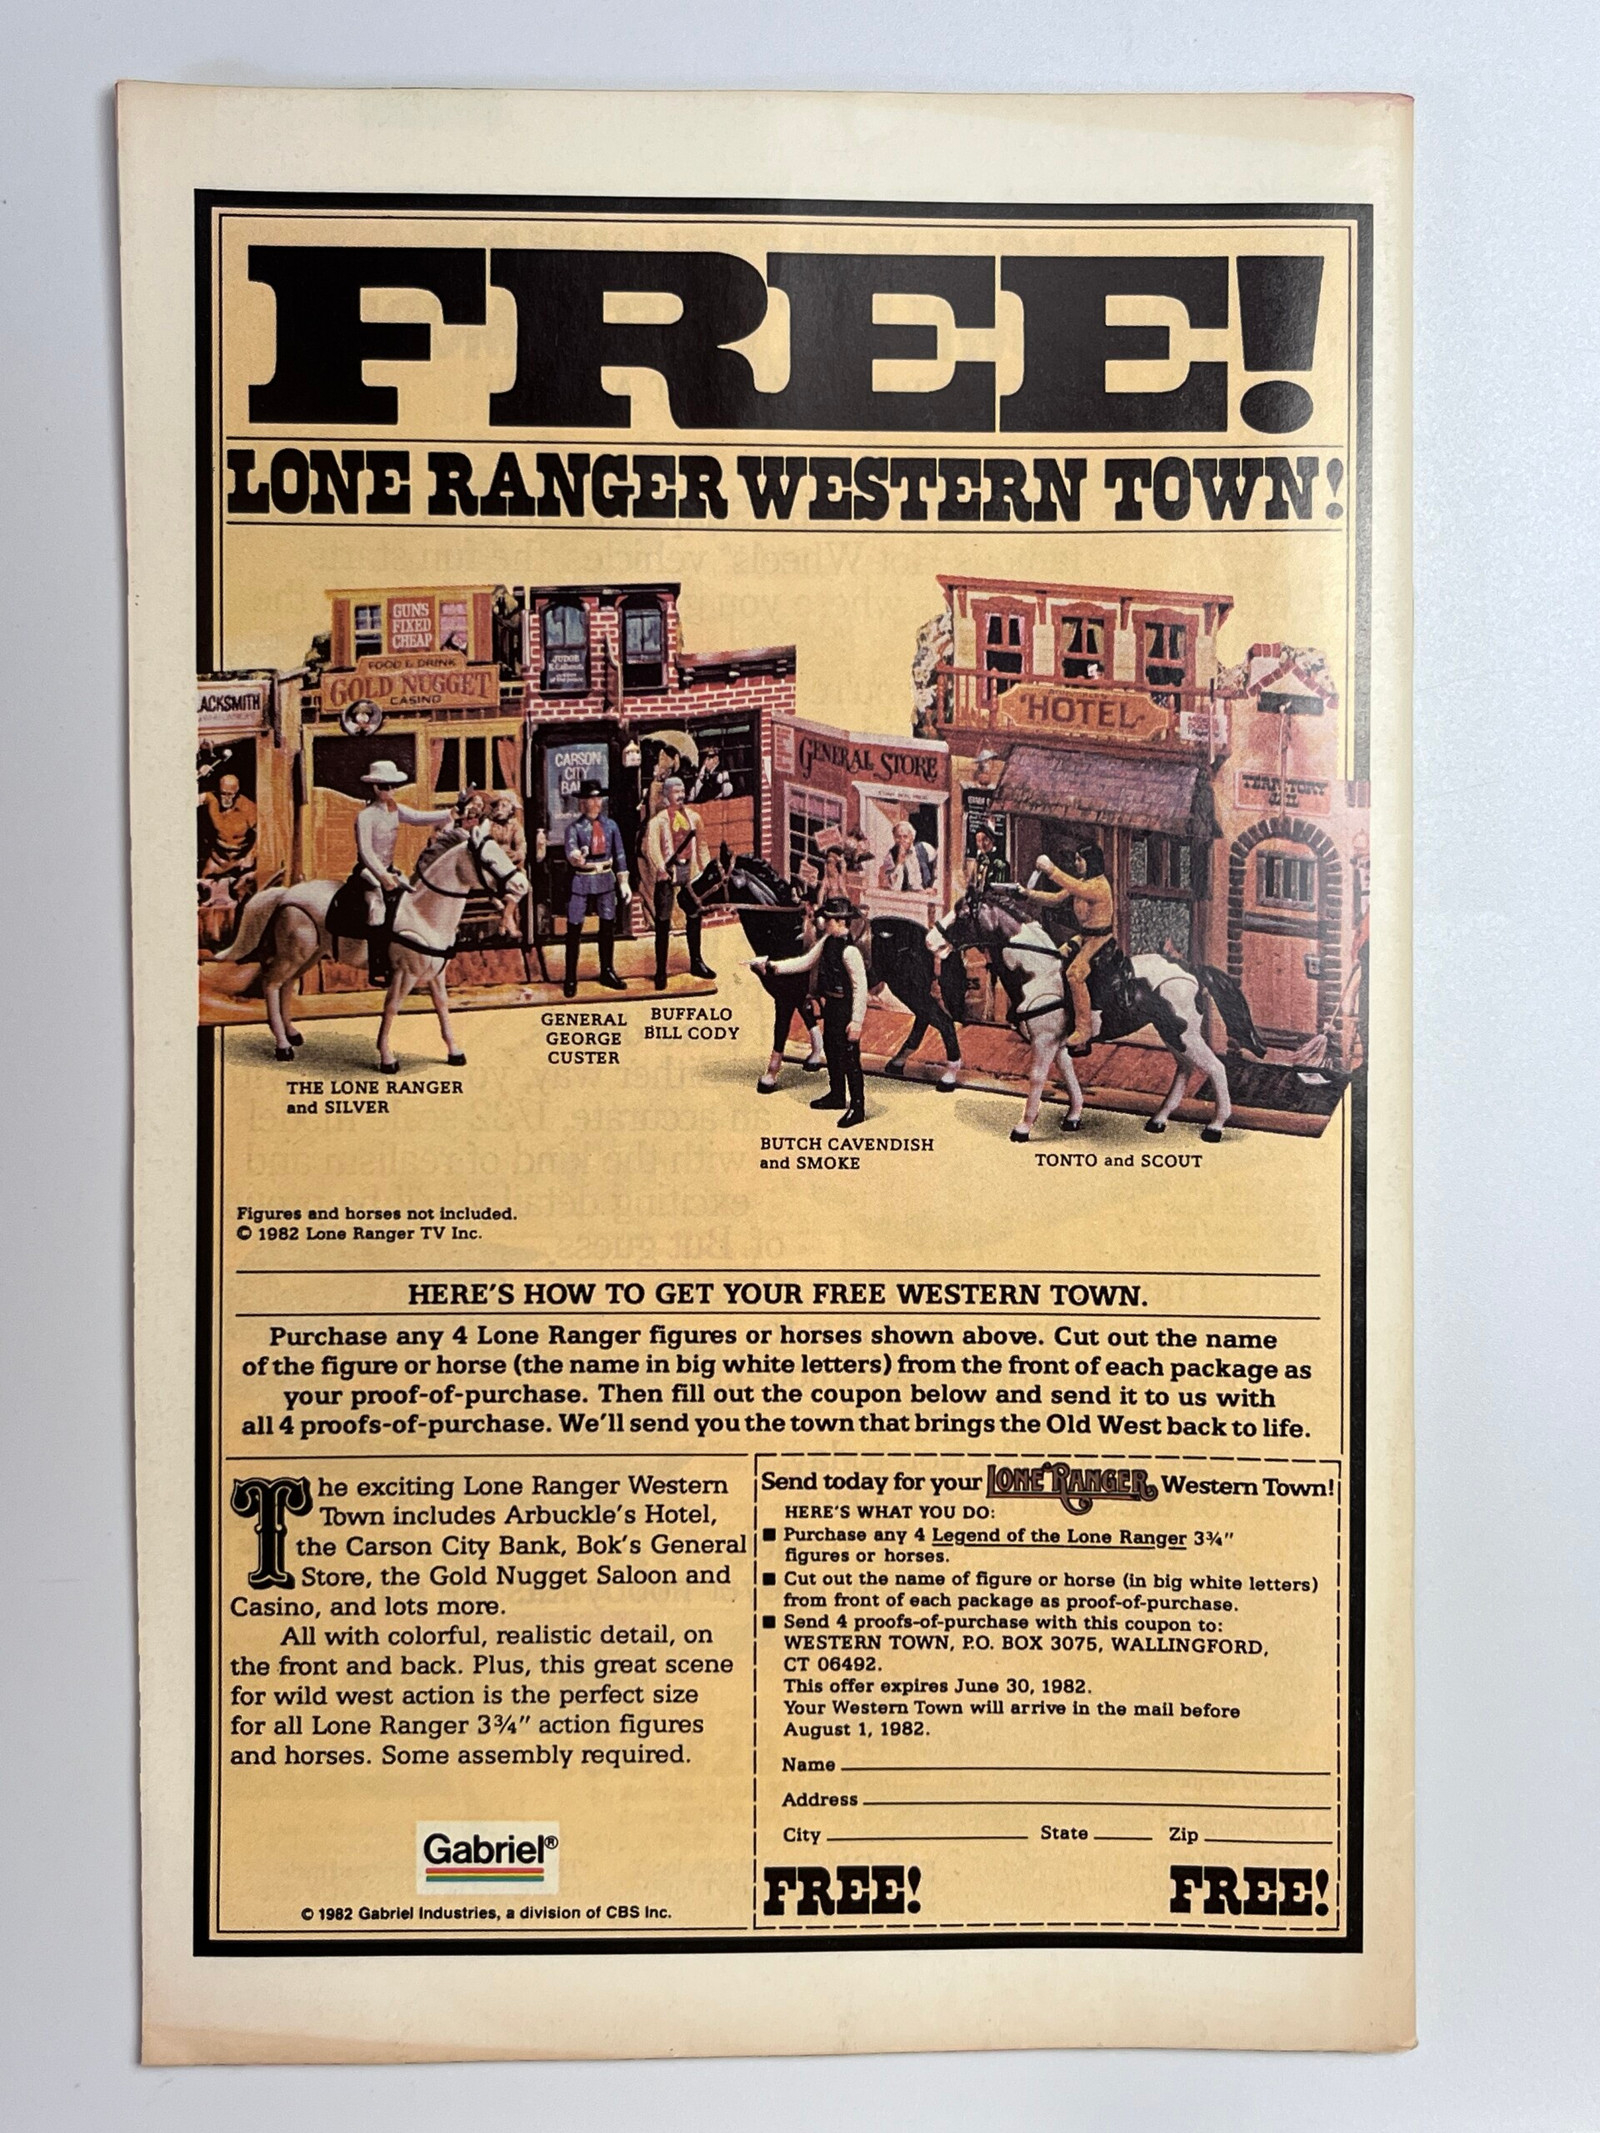 FREE!
LONE RANGER WESTERN TOWN!
GUNS
FIXED
CHEAP
FOOD & DRINK
GOLD NUGGET
CASINO
ACKSMITH
JUDGE
CARSON
CITY
BA
GENERAL STORE
HOTEL
TERRITORY
JAIL
GENERAL
GEORGE
CUSTER
BUFFALO
BILL CODY
THE LONE RANGER
and SILVER
BUTCH CAVENDISH
and SMOKE
TONTO and SCOUT
Figures and horses not included.
© 1982 Lone Ranger TV Inc.
HERE'S HOW TO GET YOUR FREE WESTERN TOWN.
Purchase any 4 Lone Ranger figures or horses shown above. Cut out the name
of the figure or horse (the name in big white letters) from the front of each package as
your proof-of-purchase. Then fill out the coupon below and send it to us with
all 4 proofs-of-purchase. We'll send you the town that brings the Old West back to life.
The exciting Lone Ranger Western
Town includes Arbuckle's Hotel,
the Carson City Bank, Bok's General
Store, the Gold Nugget Saloon and
Casino, and lots more.
All with colorful, realistic detail, on
the front and back. Plus, this great scene
for wild west action is the perfect size
for all Lone Ranger 3¾" action figures
and horses. Some assembly required.
Gabriel®
© 1982 Gabriel Industries, a division of CBS Inc.
Send today for your LONE RANGER Western Town!
HERE'S WHAT YOU DO:
■ Purchase any 4 Legend of the Lone Ranger 3¾"
figures or horses.
■ Cut out the name of figure or horse (in big white letters)
from front of each package as proof-of-purchase.
■ Send 4 proofs-of-purchase with this coupon to:
WESTERN TOWN, P.O. BOX 3075, WALLINGFORD,
CT 06492.
This offer expires June 30, 1982.
Your Western Town will arrive in the mail before
August 1, 1982.
Name
Address
City State Zip
FREE! FREE!